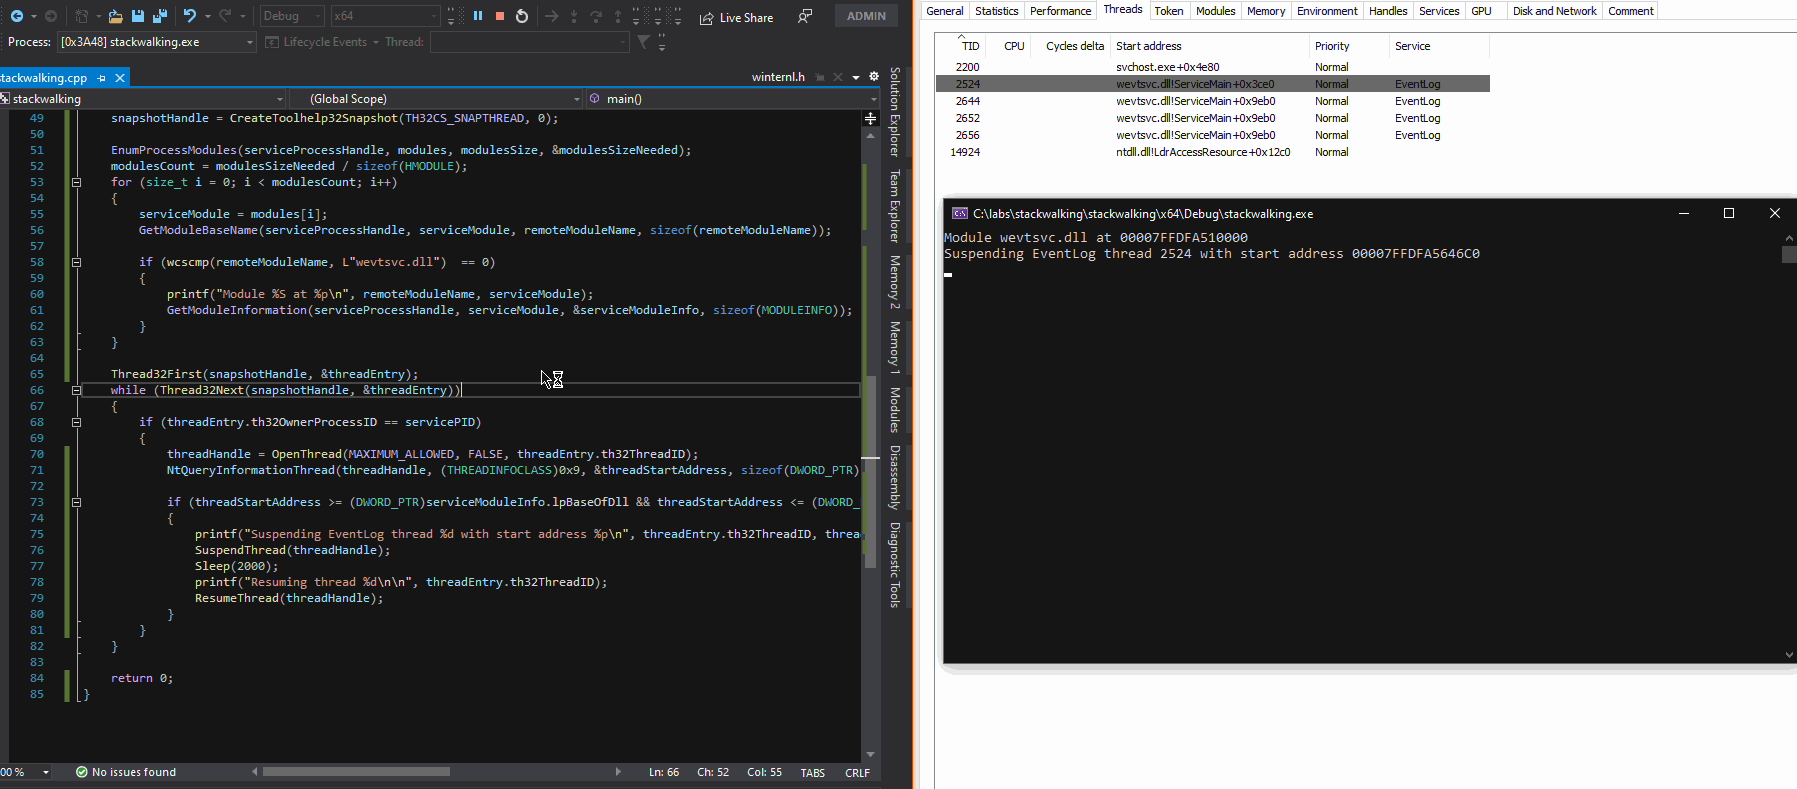 Debug
x64
Live Share
ADMIN
Process: [0x3A48] stackwalking.exe
Lifecycle Events
Thread:
stackwalking.cpp
winternl.h
stackwalking
(Global Scope)
main()
49 snapshotHandle = CreateToolhelp32Snapshot(TH32CS_SNAPTHREAD, 0);
50
51 EnumProcessModules(serviceProcessHandle, modules, modulesSize, &modulesSizeNeeded);
52 modulesCount = modulesSizeNeeded / sizeof(HMODULE);
53 for (size_t i = 0; i < modulesCount; i++)
54 {
55 serviceModule = modules[i];
56 GetModuleBaseName(serviceProcessHandle, serviceModule, remoteModuleName, sizeof(remoteModuleName));
57
58 if (wcscmp(remoteModuleName, L"wevtsvc.dll") == 0)
59 {
60 printf("Module %S at %p\n", remoteModuleName, serviceModule);
61 GetModuleInformation(serviceProcessHandle, serviceModule, &serviceModuleInfo, sizeof(MODULEINFO));
62 }
63 }
64
65 Thread32First(snapshotHandle, &threadEntry);
66 while (Thread32Next(snapshotHandle, &threadEntry))
67 {
68 if (threadEntry.th32OwnerProcessID == servicePID)
69 {
70 threadHandle = OpenThread(MAXIMUM_ALLOWED, FALSE, threadEntry.th32ThreadID);
71 NtQueryInformationThread(threadHandle, (THREADINFOCLASS)0x9, &threadStartAddress, sizeof(DWORD_PTR)
72
73 if (threadStartAddress >= (DWORD_PTR)serviceModuleInfo.lpBaseOfDll && threadStartAddress <= (DWORD_
74 {
75 printf("Suspending EventLog thread %d with start address %p\n", threadEntry.th32ThreadID, threa
76 SuspendThread(threadHandle);
77 Sleep(2000);
78 printf("Resuming thread %d\n\n", threadEntry.th32ThreadID);
79 ResumeThread(threadHandle);
80 }
81 }
82 }
83
84 return 0;
85 }
00 %
No issues found
Ln: 66 Ch: 52 Col: 55 TABS CRLF
Solution Explorer
Team Explorer
Memory 2
Memory 1
Modules
Disassembly
Diagnostic Tools
General Statistics Performance Threads Token Modules Memory Environment Handles Services GPU Disk and Network Comment
TID CPU Cycles delta Start address Priority Service
2200 svchost.exe+0x4e80 Normal
2524 wevtsvc.dll!ServiceMain+0x3ce0 Normal EventLog
2644 wevtsvc.dll!ServiceMain+0x9eb0 Normal EventLog
2652 wevtsvc.dll!ServiceMain+0x9eb0 Normal EventLog
2656 wevtsvc.dll!ServiceMain+0x9eb0 Normal EventLog
14924 ntdll.dll!LdrAccessResource+0x12c0 Normal
C:\labs\stackwalking\stackwalking\x64\Debug\stackwalking.exe
Module wevtsvc.dll at 00007FFDFA510000
Suspending EventLog thread 2524 with start address 00007FFDFA5646C0